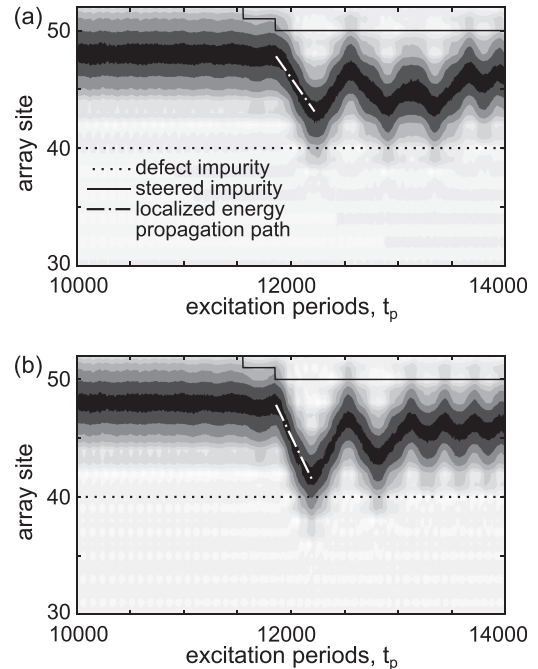 (a)
50
40
30
array site
defect impurity
steered impurity
localized energy
propagation path
10000
12000
14000
excitation periods, tp
(b)
50
40
30
array site
10000
12000
14000
excitation periods, tp